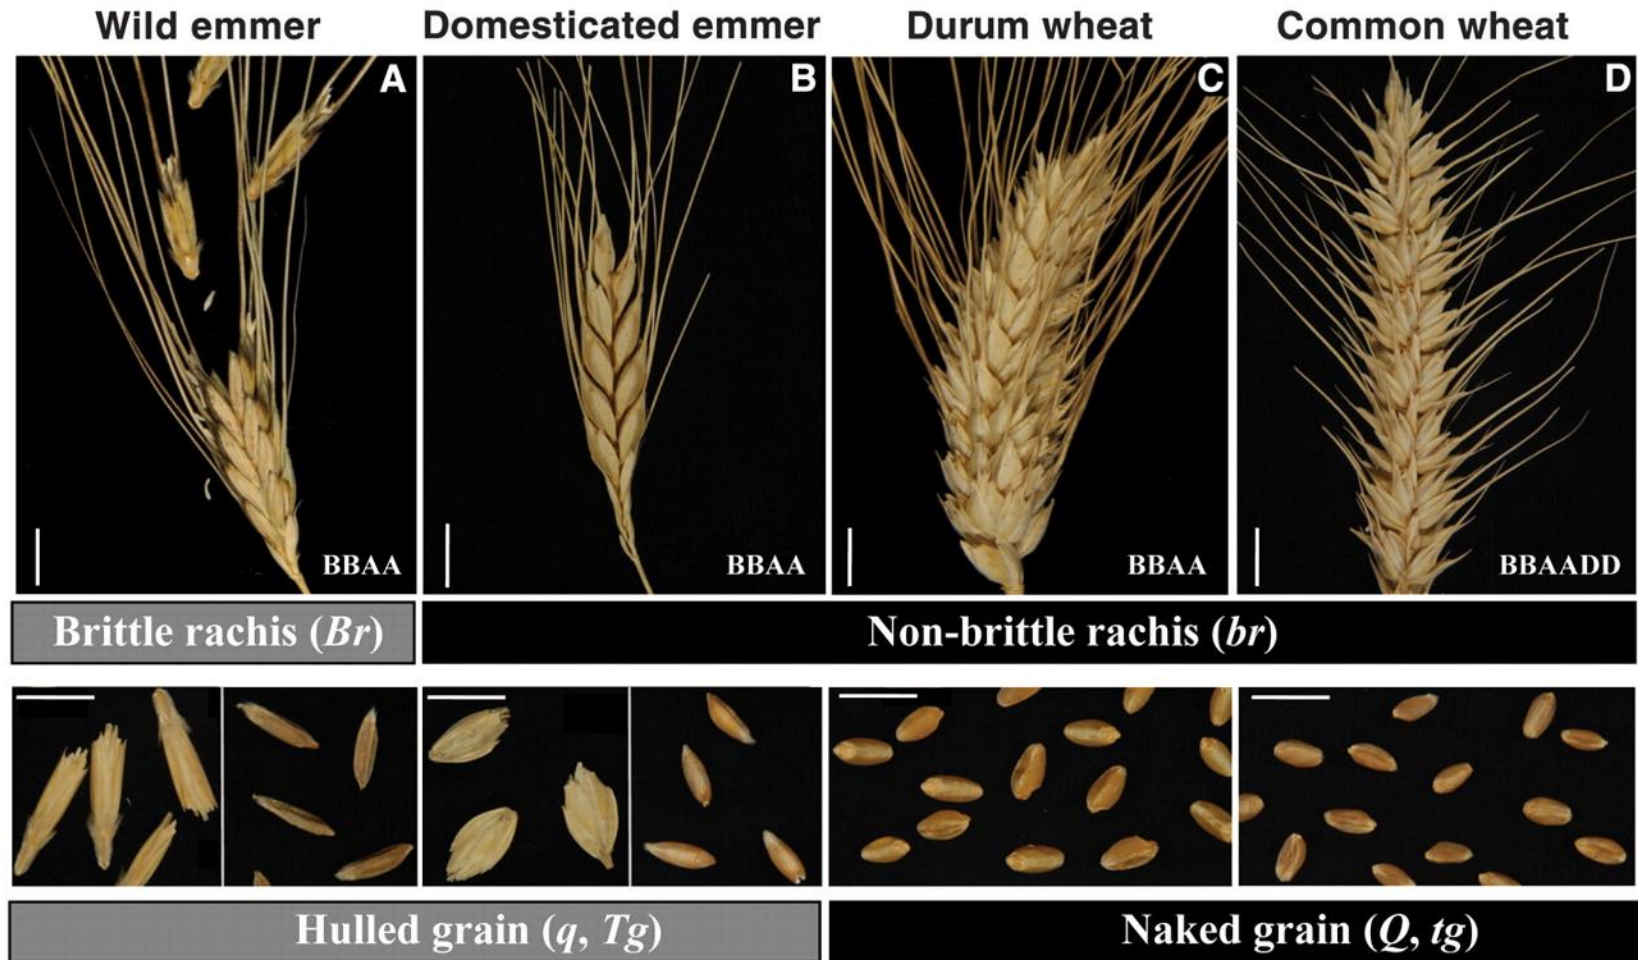 Wild emmer
Domesticated emmer
Durum wheat
Common wheat
A
B
C
D
BBAA
BBAA
BBAA
BBAADD
Brittle rachis (Br)
Non-brittle rachis (br)
Hulled grain (q, Tg)
Naked grain (Q, tg)